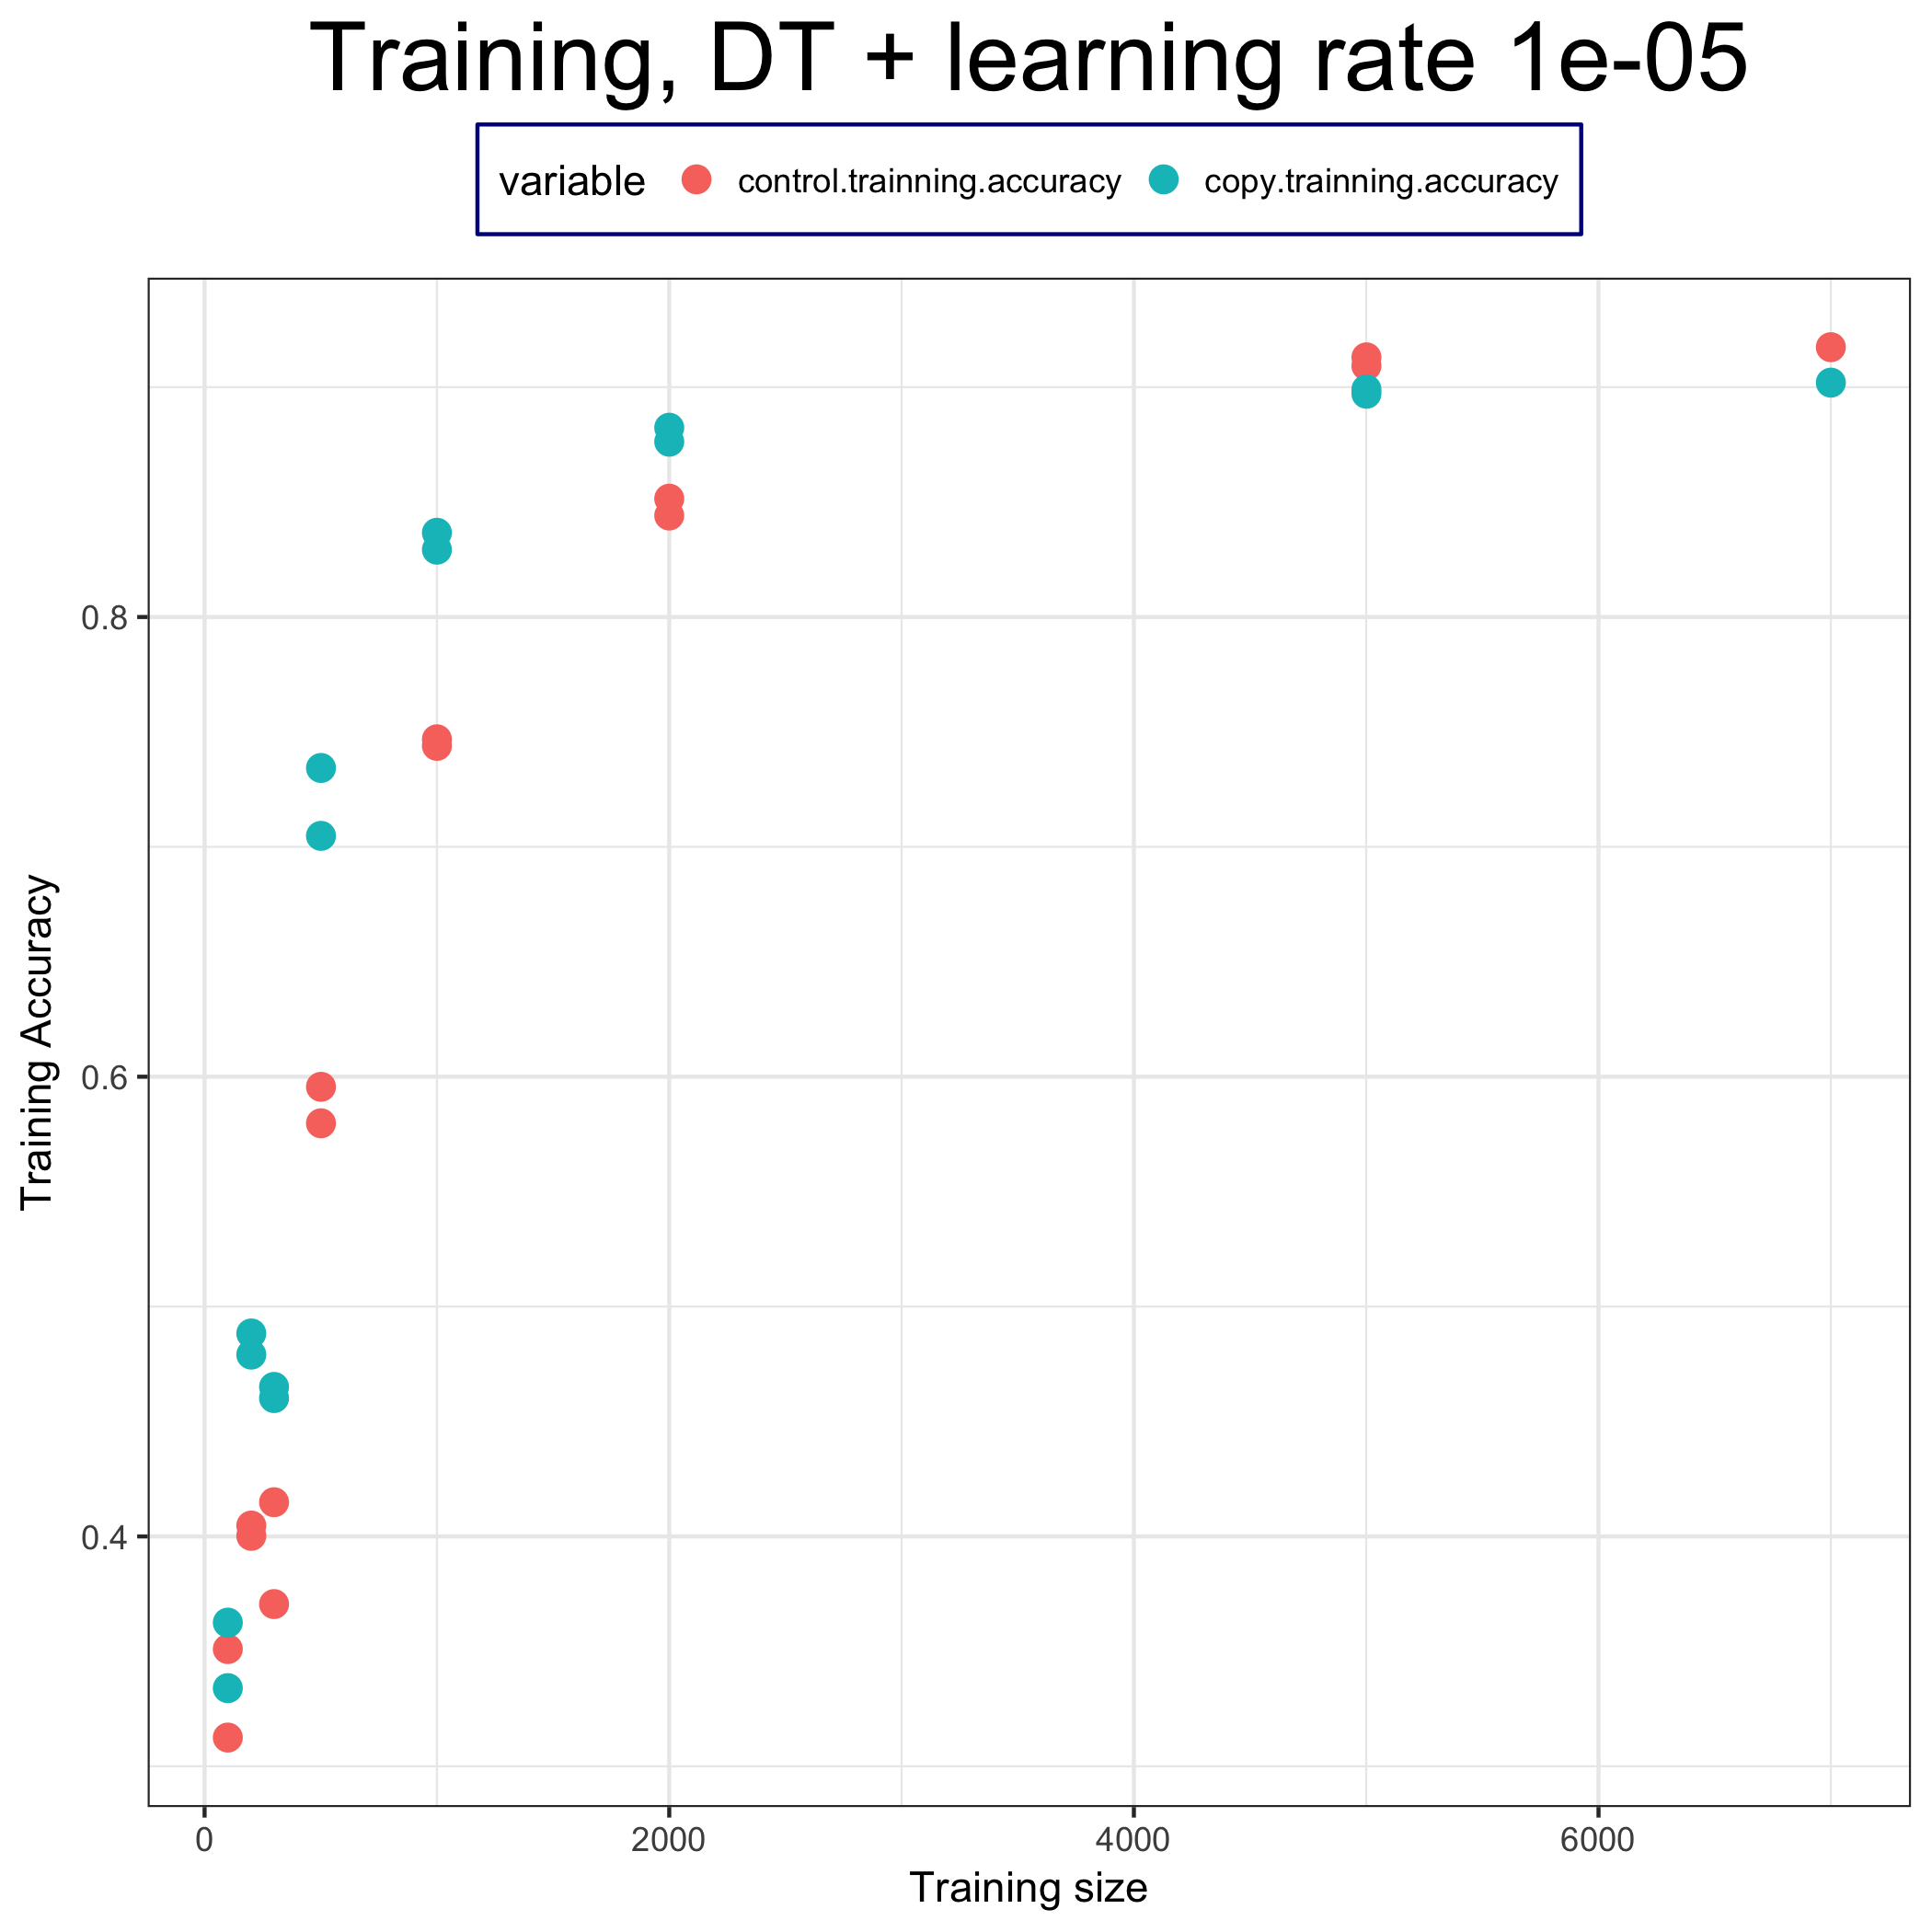 Training, DT + learning rate 1e-05
variable control.trainning.accuracy copy.trainning.accuracy
0.8
0.6
0.4
Training Accuracy
0 2000 4000 6000
Training size